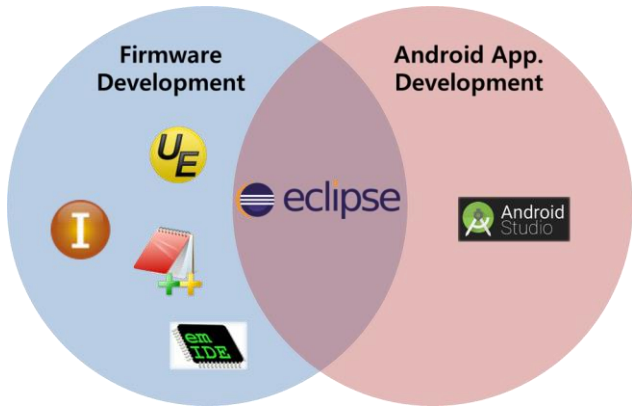 Firmware
Development
Android App.
Development
UE
eclipse
I
Android
Studio
em
IDE